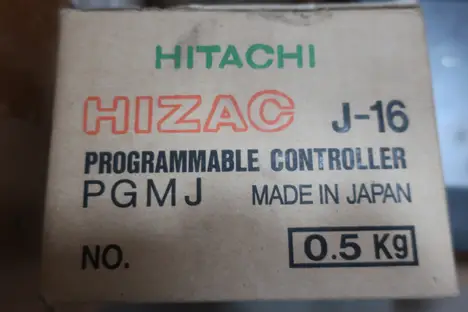 HITACHI
HIZAC J-16
PROGRAMMABLE CONTROLLER
PGMJ MADE IN JAPAN
NO. 0.5 Kg